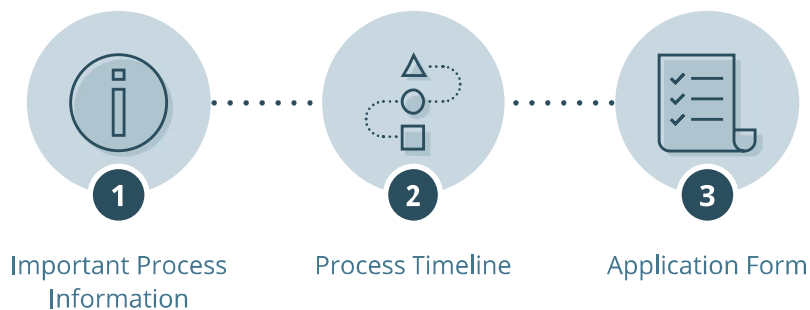 1
2
3
Important Process
Information
Process Timeline
Application Form